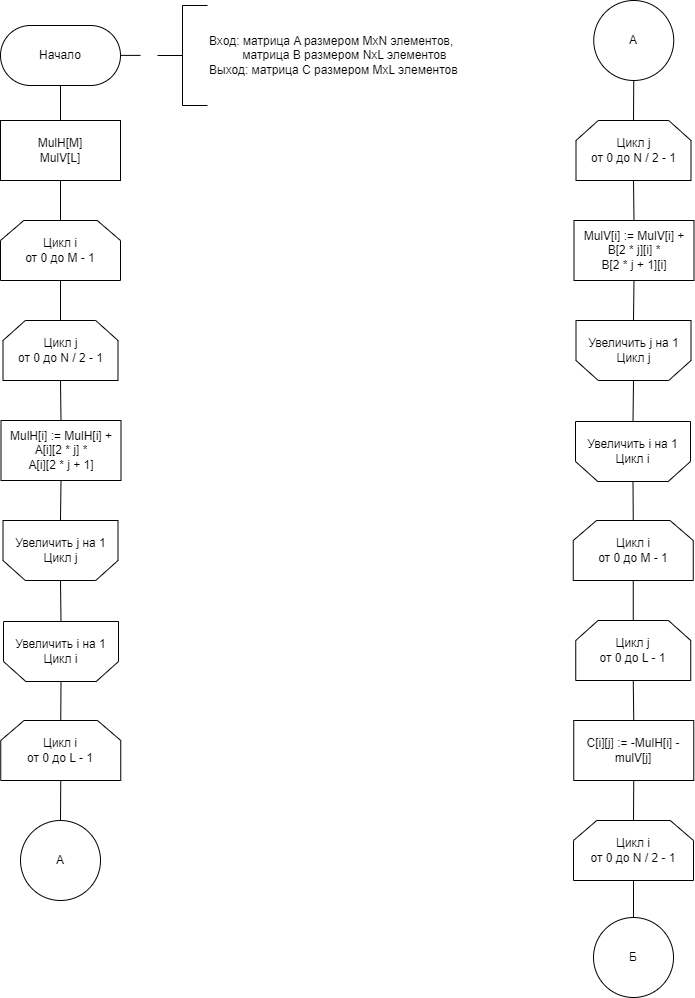 Начало
Вход: матрица A размером MxN элементов,
матрица B размером NxL элементов
Выход: матрица C размером MxL элементов
MulH[M]
MulV[L]
Цикл i
от 0 до M - 1
Цикл j
от 0 до N / 2 - 1
MulH[i] := MulH[i] +
A[i][2 * j] *
A[i][2 * j + 1]
Увеличить j на 1
Цикл j
Увеличить i на 1
Цикл i
Цикл i
от 0 до L - 1
А
А
Цикл j
от 0 до N / 2 - 1
MulV[i] := MulV[i] +
B[2 * j][i] *
B[2 * j + 1][i]
Увеличить j на 1
Цикл j
Увеличить i на 1
Цикл i
Цикл i
от 0 до M - 1
Цикл j
от 0 до L - 1
C[i][j] := -MulH[i] -
mulV[j]
Цикл i
от 0 до N / 2 - 1
Б